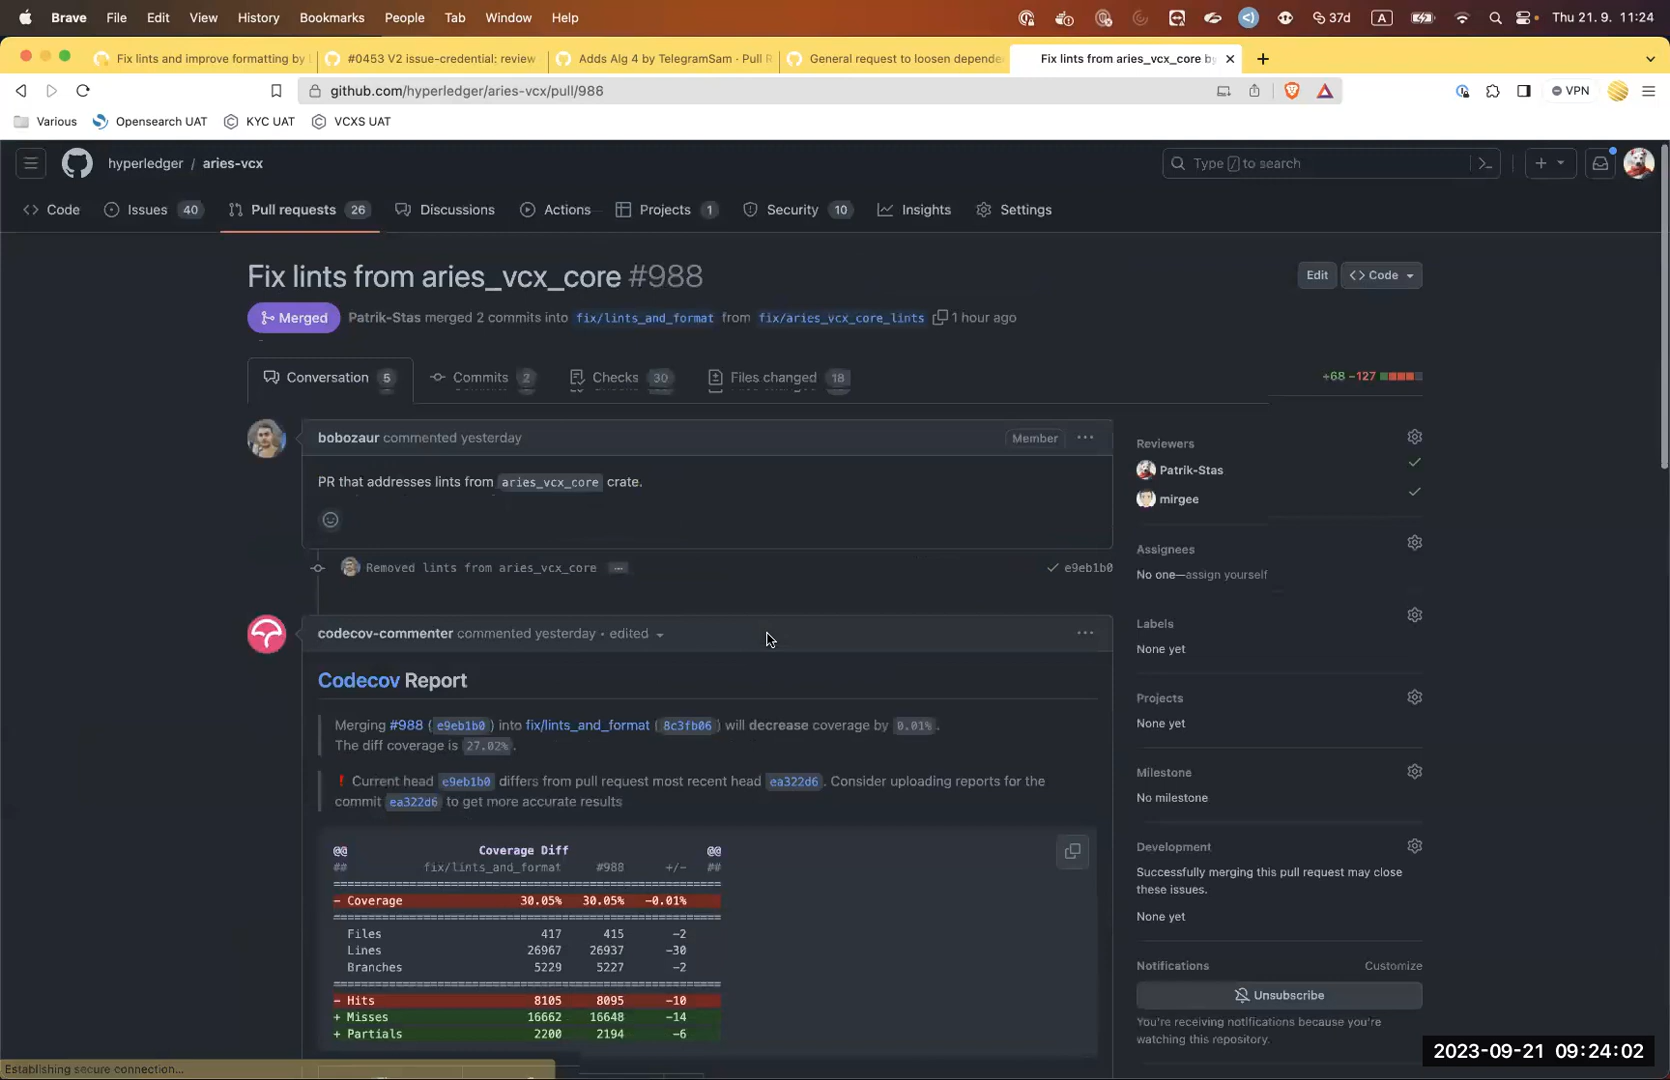 Brave File Edit View History Bookmarks People Tab Window Help 37d A Thu 21. 9. 11:24
Fix lints and improve formatting by #0453 V2 issue-credential: review Adds Alg 4 by TelegramSam · Pull R General request to loosen depende Fix lints from aries_vcx_core by
github.com/hyperledger/aries-vcx/pull/986 VPN
Various Opensearch UAT KYC UAT VCXS UAT
hyperledger / aries-vcx Type / to search
Code Issues 40 Pull requests 26 Discussions Actions Projects 1 Security 10 Insights Settings
Fix lints from aries_vcx_core #988 Edit <> Code
Merged Patrik-Stas merged 2 commits into fix/lints_and_format from fix/aries_vcx_core_lints 1 hour ago
Conversation 5 Commits 2 Checks 30 Files changed 18 +68 −127
bobozaur commented yesterday Member ···
PR that addresses lints from aries_vcx_core crate.
Removed lints from aries_vcx_core ... e9eb1b0
codecov-commenter commented yesterday • edited ···
Codecov Report
Merging #988 (e9eb1b0) into fix/lints_and_format (8c3fb06) will decrease coverage by 0.01%.
The diff coverage is 27.02%.
❗ Current head e9eb1b0 differs from pull request most recent head ea322d6. Consider uploading reports for the
commit ea322d6 to get more accurate results
@@ Coverage Diff @@
## fix/lints_and_format #988 +/- ##
===============================================
- Coverage 30.05% 30.05% -0.01%
===============================================
Files 417 415 -2
Lines 26967 26937 -30
Branches 5229 5227 -2
===============================================
- Hits 8105 8095 -10
+ Misses 16662 16648 -14
+ Partials 2200 2194 -6
Reviewers
Patrik-Stas
mirgee
Assignees
No one—assign yourself
Labels
None yet
Projects
None yet
Milestone
No milestone
Development
Successfully merging this pull request may close
these issues.
None yet
Notifications Customize
Unsubscribe
You're receiving notifications because you're
watching this repository.
Establishing secure connection...
2023-09-21 09:24:02